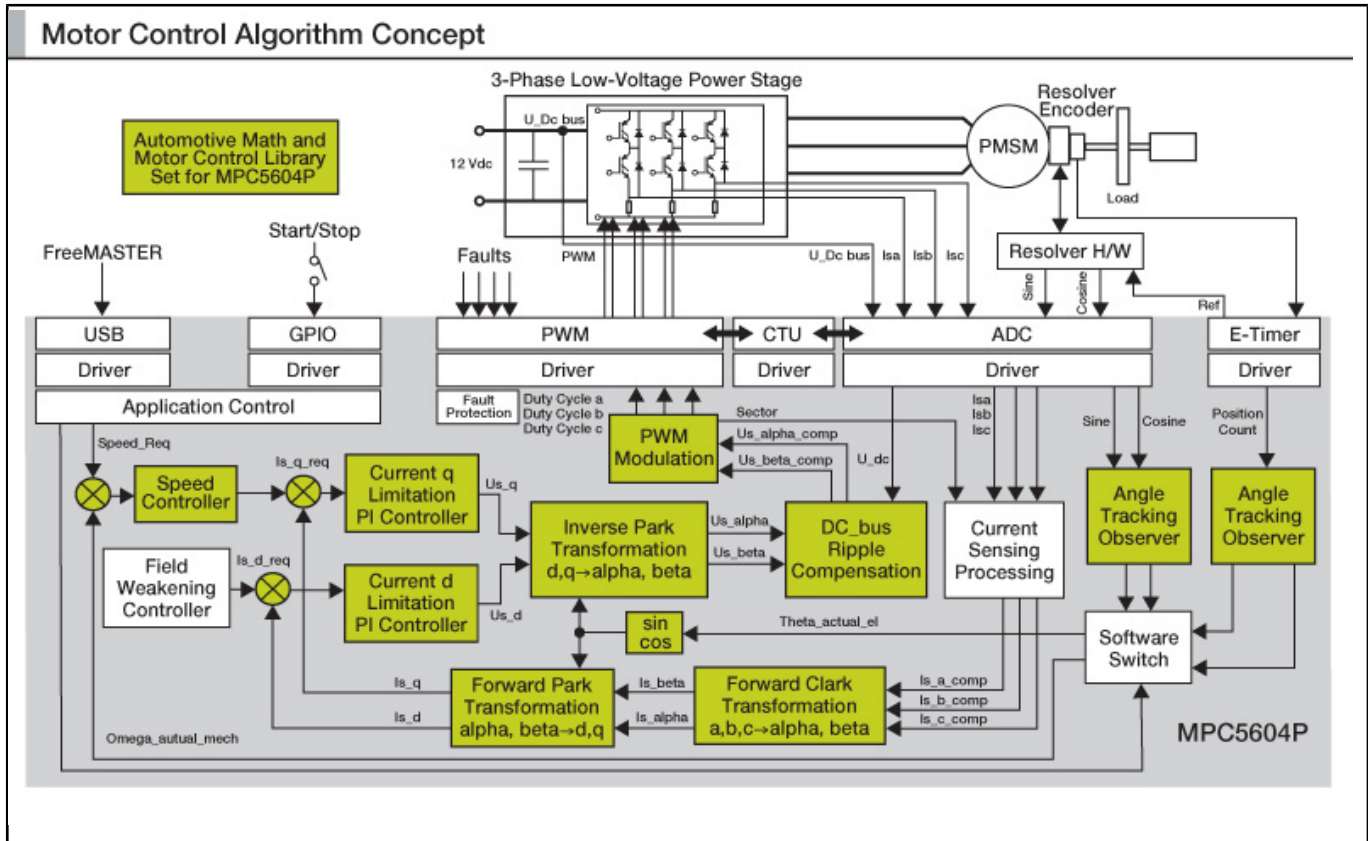 Motor Control Algorithm Concept
3-Phase Low-Voltage Power Stage
Automotive Math and
Motor Control Library
Set for MPC5604P
U_Dc bus
12 Vdc
PMSM
Resolver
Encoder
Load
FreeMASTER
Start/Stop
Faults
PWM
U_Dc bus
Isa
Isb
Isc
Resolver H/W
Sine
Cosine
Ref
USB
Driver
GPIO
Driver
Application Control
PWM
Driver
Fault
Protection
CTU
Driver
ADC
Driver
E-Timer
Driver
Duty Cycle a
Duty Cycle b
Duty Cycle c
PWM
Modulation
Sector
Us_alpha_comp
Us_beta_comp
U_dc
Isa
Isb
Isc
Sine
Cosine
Position
Count
Speed_Req
Speed
Controller
Is_q_req
Current q
Limitation
PI Controller
Us_q
Field
Weakening
Controller
Is_d_req
Current d
Limitation
PI Controller
Us_d
Inverse Park
Transformation
d,q→alpha, beta
Us_alpha
Us_beta
DC_bus
Ripple
Compensation
Current
Sensing
Processing
Angle
Tracking
Observer
Angle
Tracking
Observer
sin
cos
Theta_actual_el
Software
Switch
Is_q
Is_d
Forward Park
Transformation
alpha, beta→d,q
Is_beta
Is_alpha
Forward Clark
Transformation
a,b,c→alpha, beta
Is_a_comp
Is_b_comp
Is_c_comp
Omega_autual_mech
MPC5604P